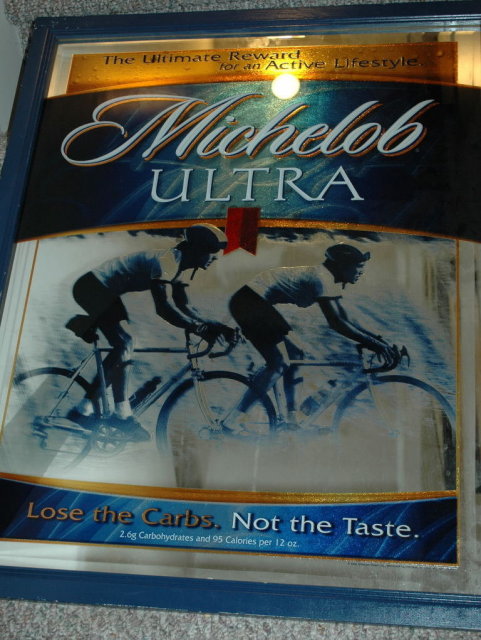 The Ultimate Reward
for an Active Lifestyle.
Michelob
ULTRA
Lose the Carbs. Not the Taste.
2.6g Carbohydrates and 95 Calories per 12 oz.